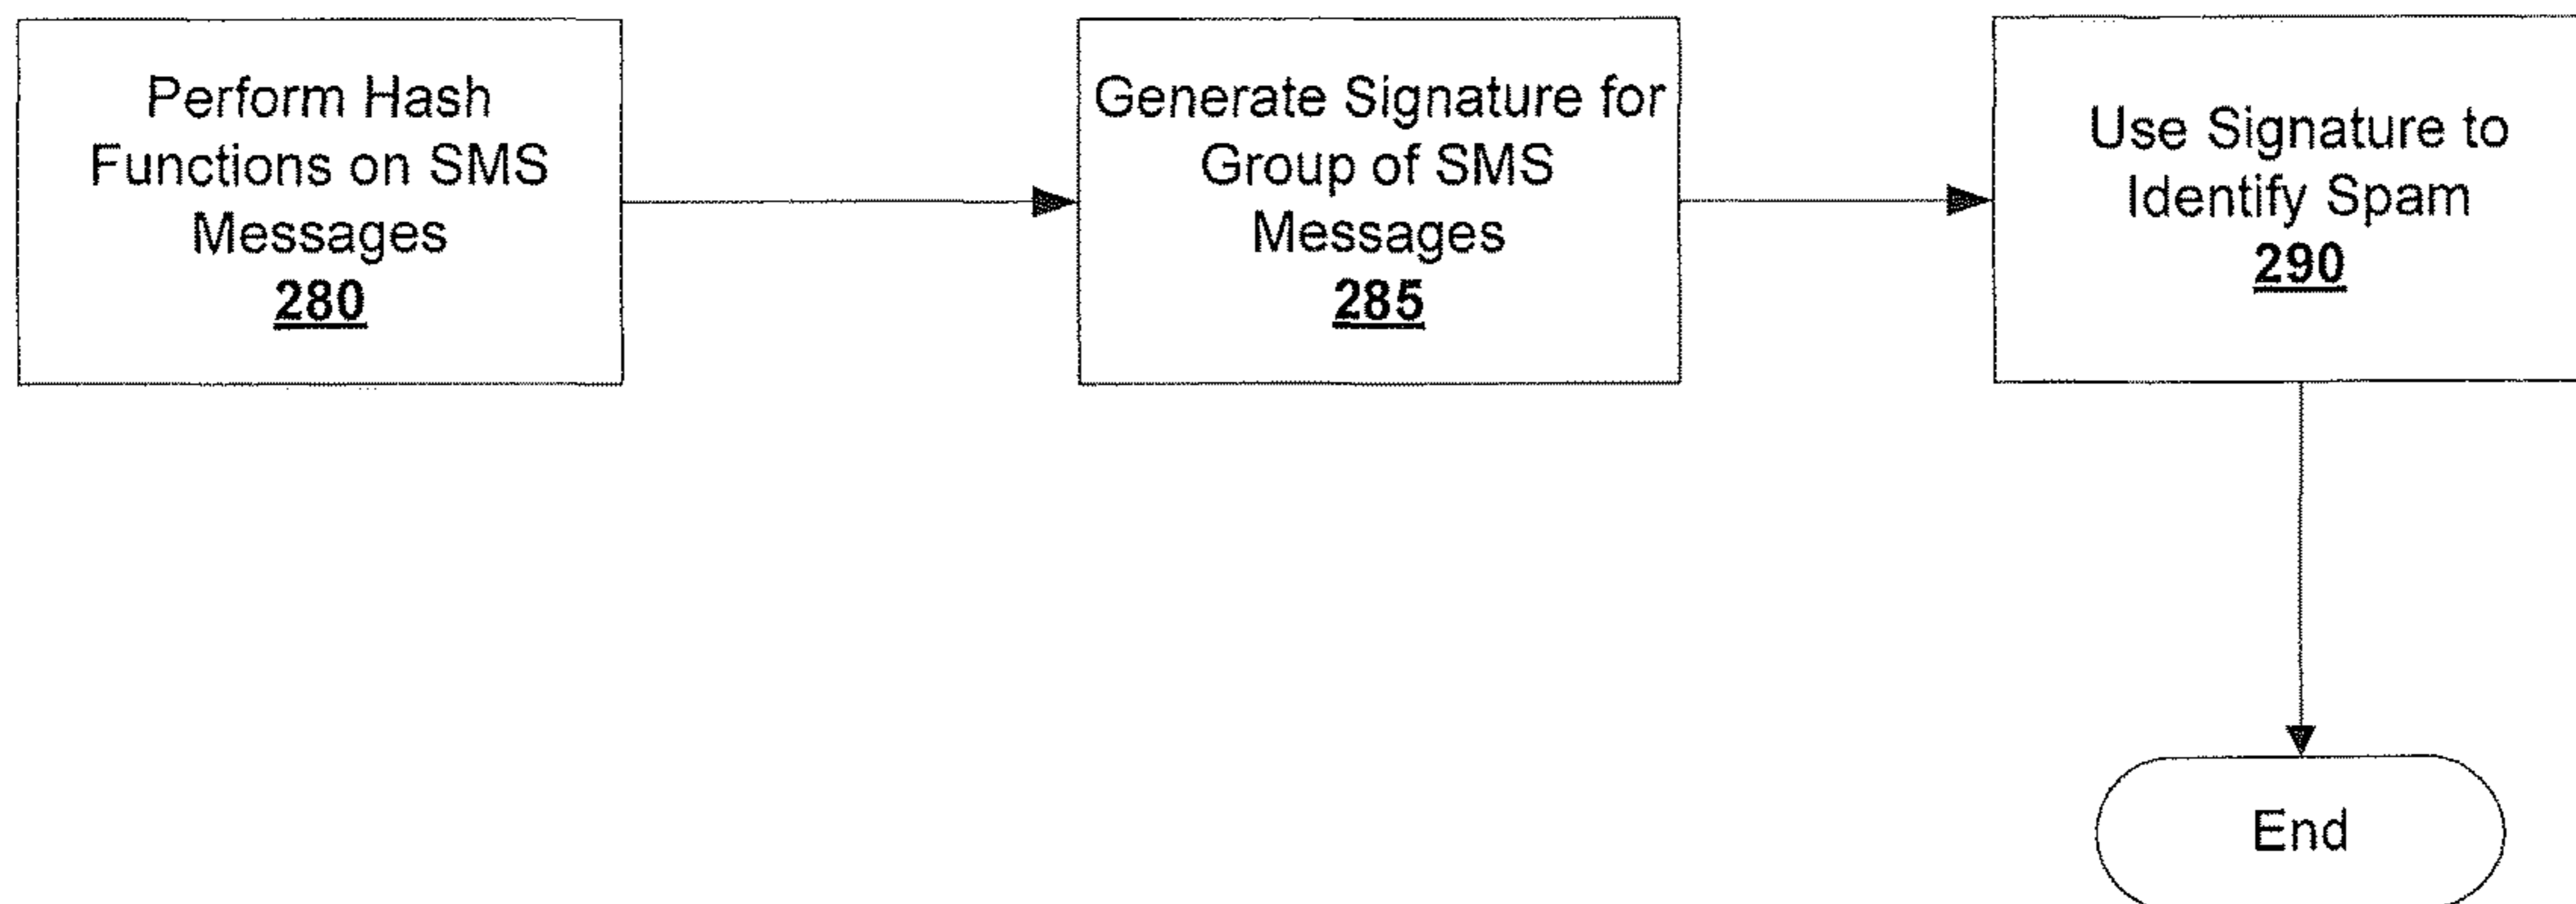 Perform Hash
Functions on SMS
Messages
280
Generate Signature for
Group of SMS
Messages
285
Use Signature to
Identify Spam
290
End